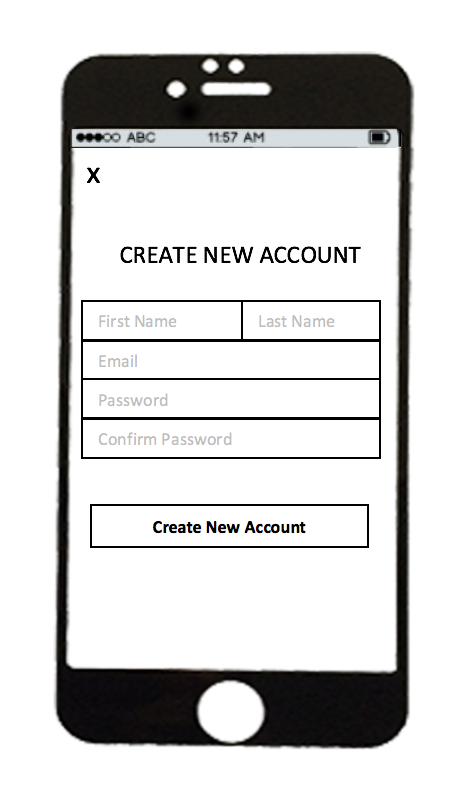 ABC 11:57 AM
X
CREATE NEW ACCOUNT
First Name Last Name
Email
Password
Confirm Password
Create New Account